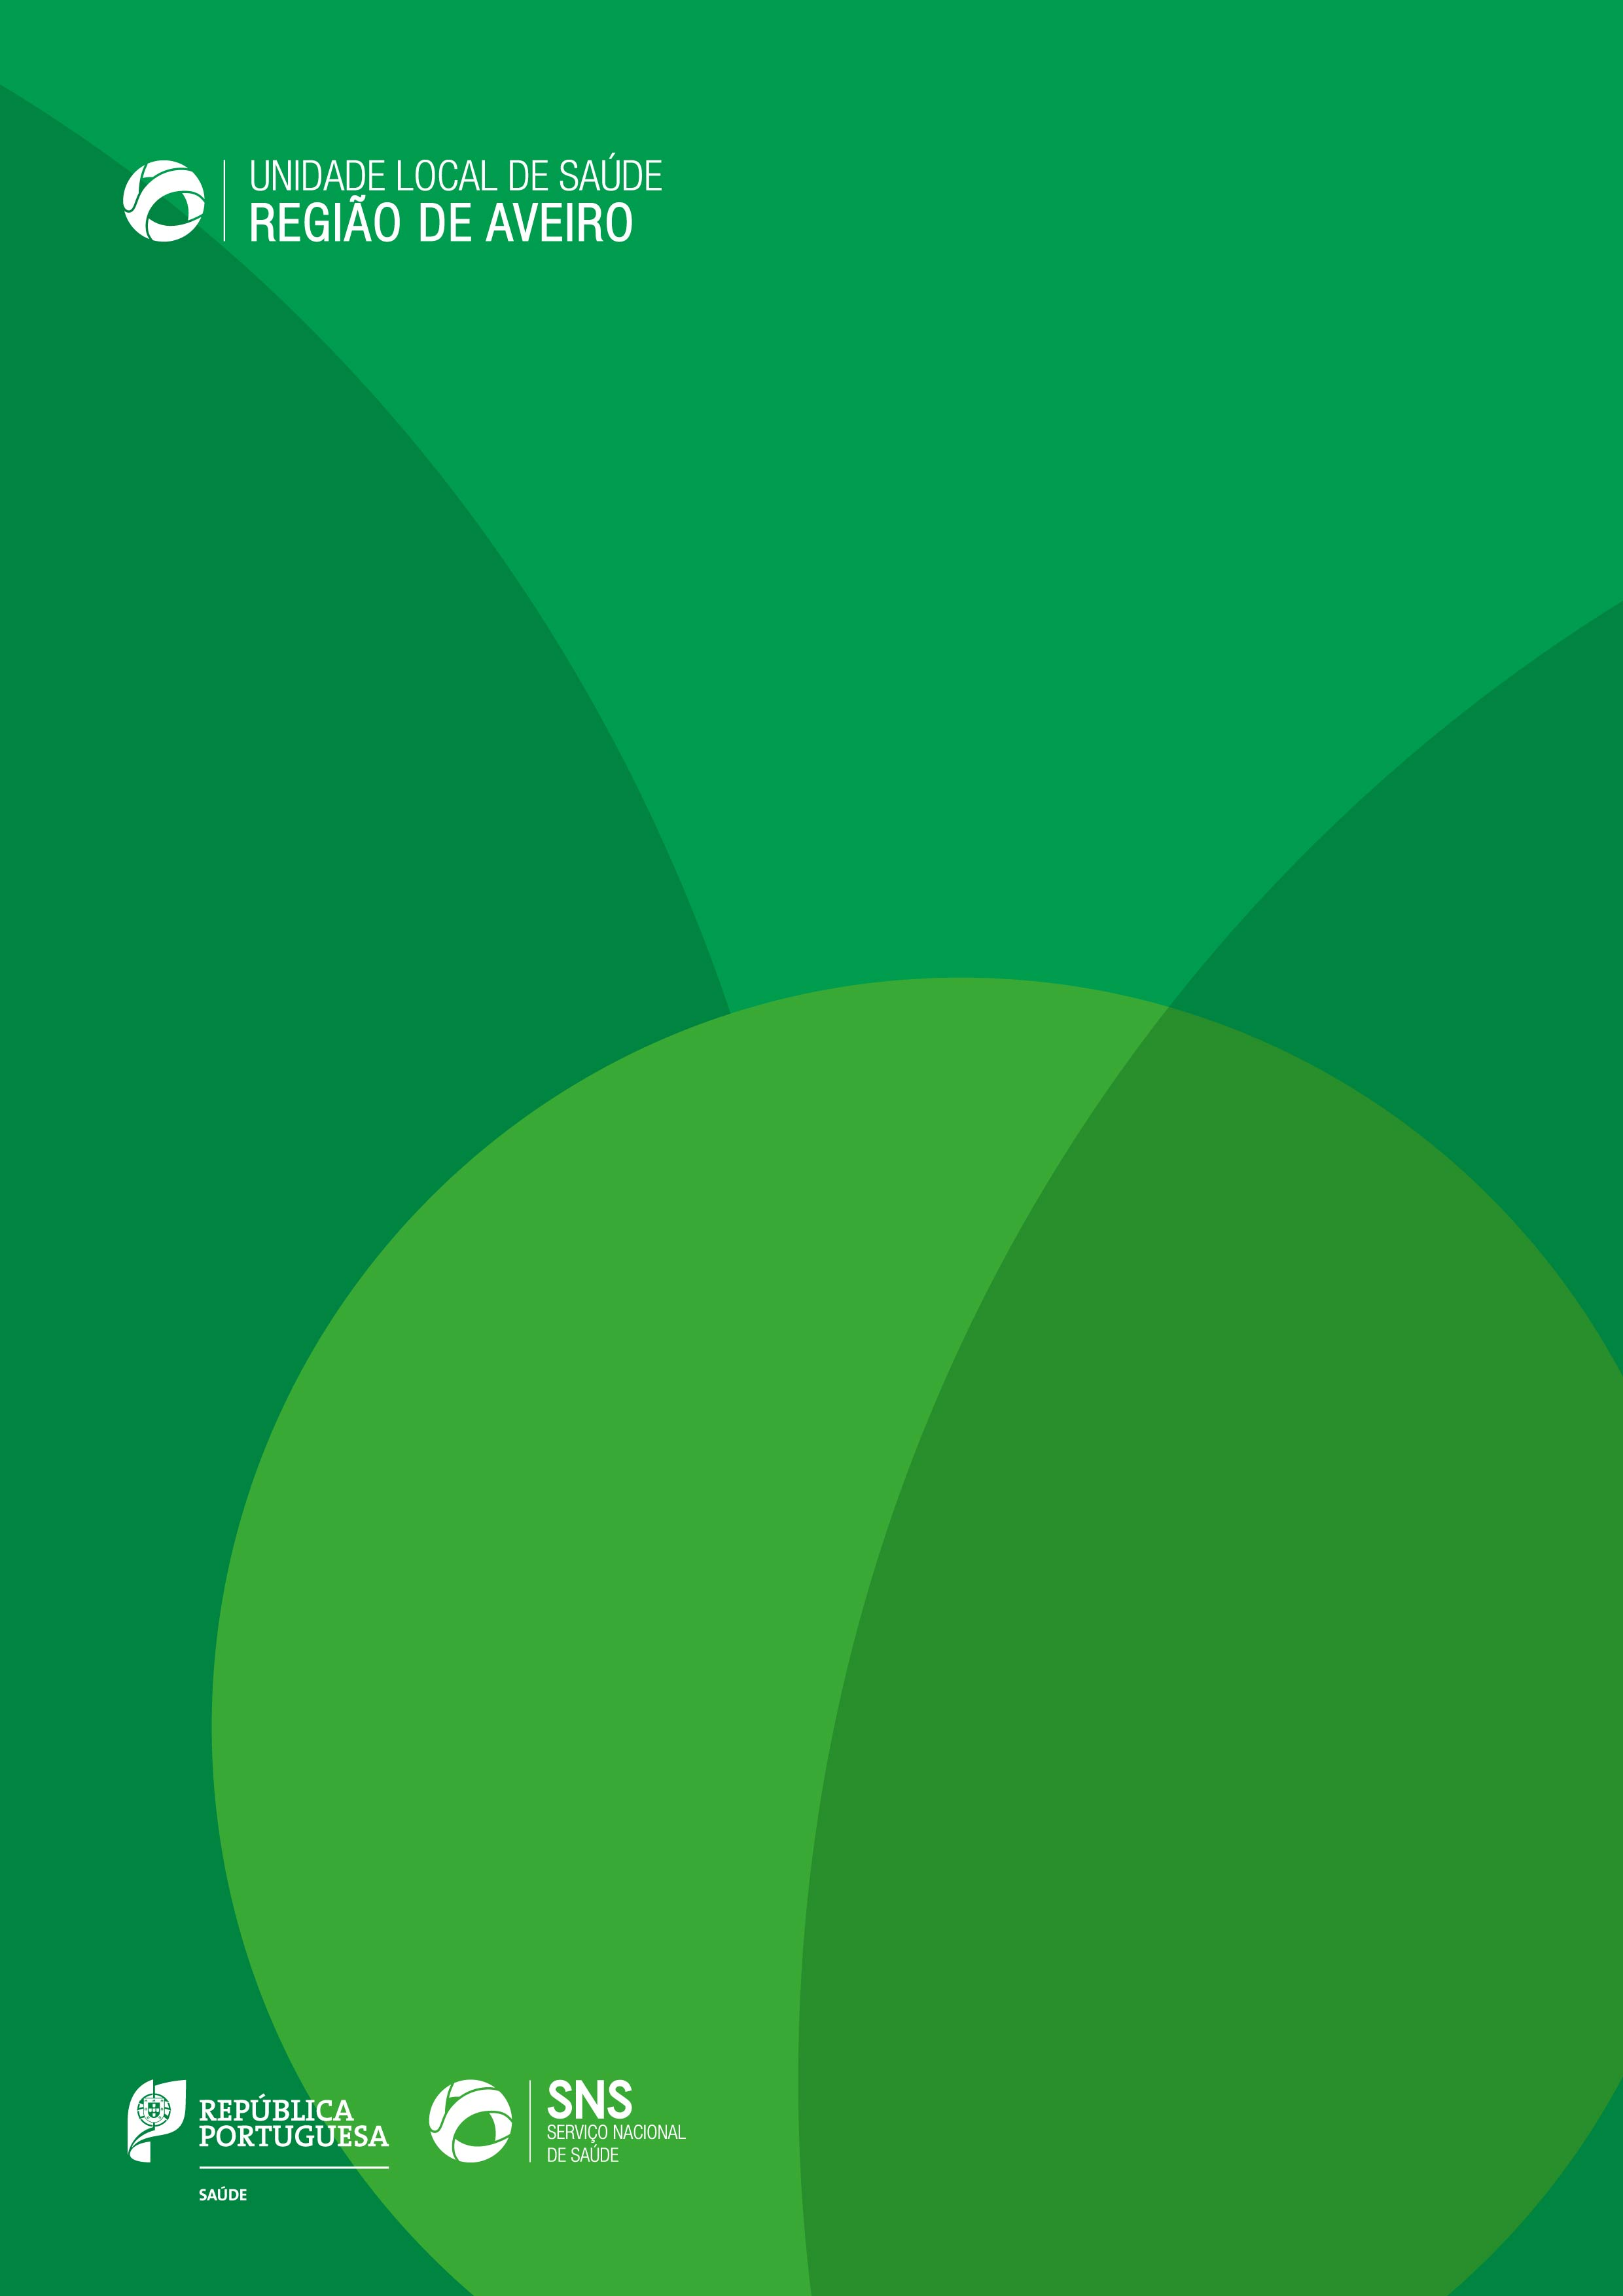 UNIDADE LOCAL DE SAÚDE
REGIÃO DE AVEIRO
REPÚBLICA
PORTUGUESA
SAÚDE
SNS
SERVIÇO NACIONAL
DE SAÚDE